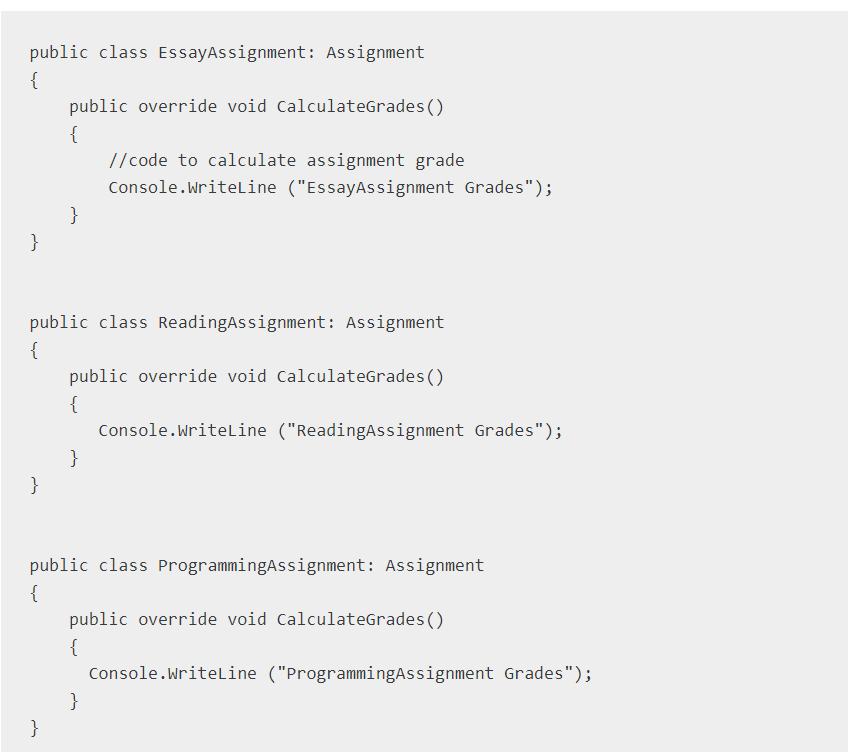 public class EssayAssignment: Assignment
{
    public override void CalculateGrades()
    {
        //code to calculate assignment grade
        Console.WriteLine ("EssayAssignment Grades");
    }
}
public class ReadingAssignment: Assignment
{
    public override void CalculateGrades()
    {
       Console.WriteLine ("ReadingAssignment Grades");
    }
}
public class ProgrammingAssignment: Assignment
{
    public override void CalculateGrades()
    {
      Console.WriteLine ("ProgrammingAssignment Grades");
    }
}